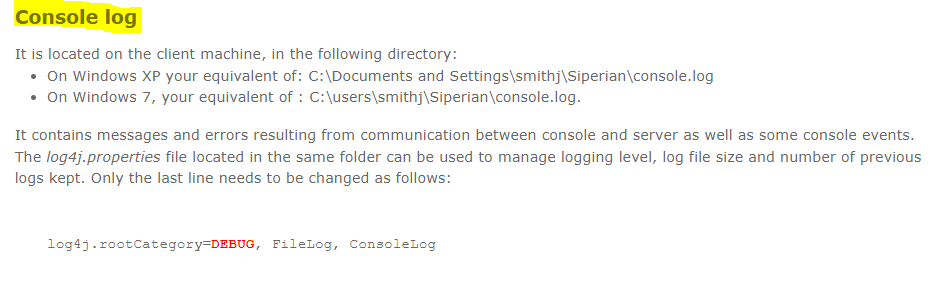 Console log
It is located on the client machine, in the following directory:
• On Windows XP your equivalent of: C:\Documents and Settings\smithj\Siperian\console.log
• On Windows 7, your equivalent of : C:\users\smithj\Siperian\console.log.
It contains messages and errors resulting from communication between console and server as well as some console events.
The log4j.properties file located in the same folder can be used to manage logging level, log file size and number of previous
logs kept. Only the last line needs to be changed as follows:
log4j.rootCategory=DEBUG, FileLog, ConsoleLog